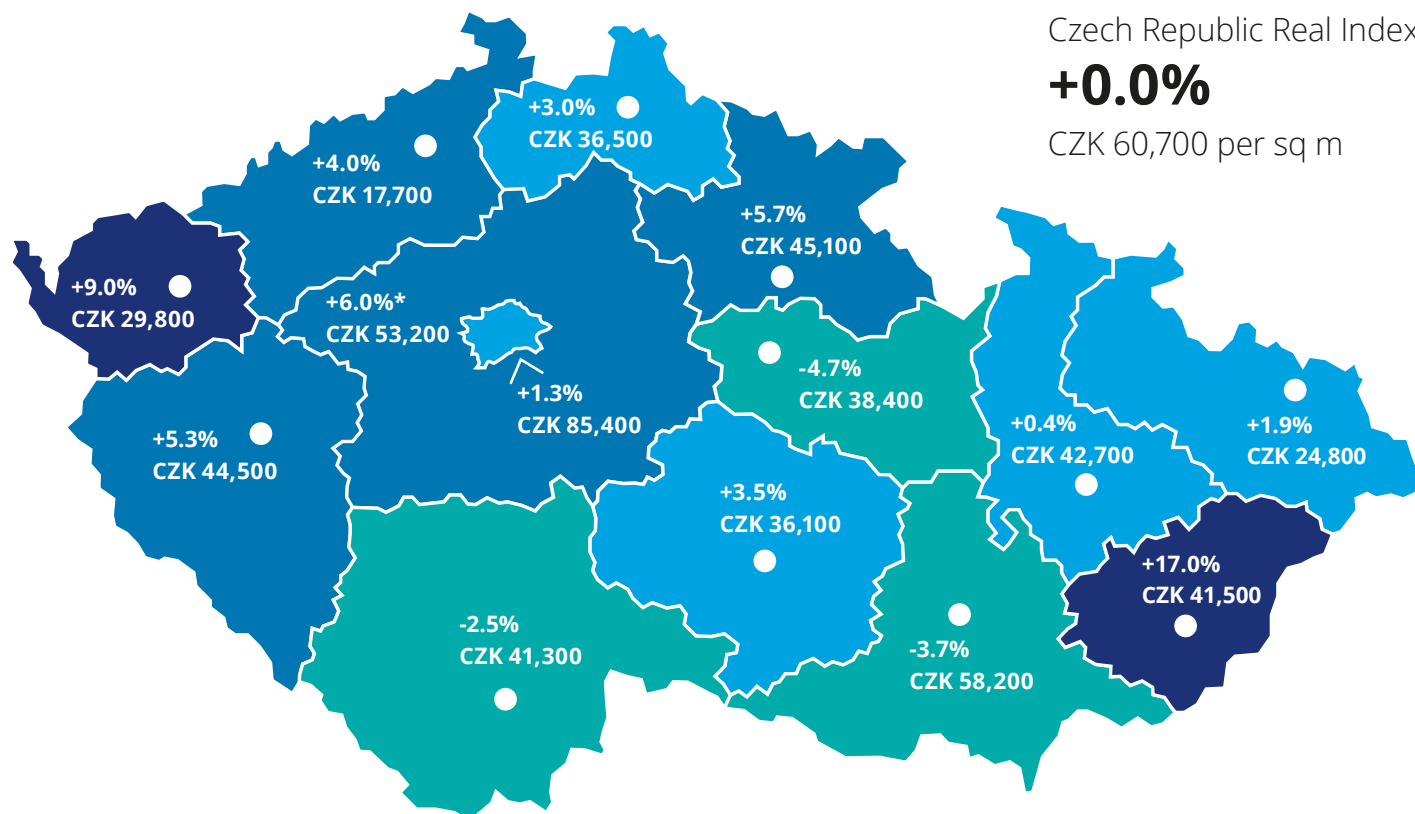 Czech Republic Real Index
+0.0%
CZK 60,700 per sq m
+3.0%
CZK 36,500
+4.0%
CZK 17,700
+5.7%
CZK 45,100
+9.0%
CZK 29,800
+6.0%*
CZK 53,200
+1.3%
CZK 85,400
-4.7%
CZK 38,400
+5.3%
CZK 44,500
+0.4%
CZK 42,700
+1.9%
CZK 24,800
+3.5%
CZK 36,100
+17.0%
CZK 41,500
-2.5%
CZK 41,300
-3.7%
CZK 58,200